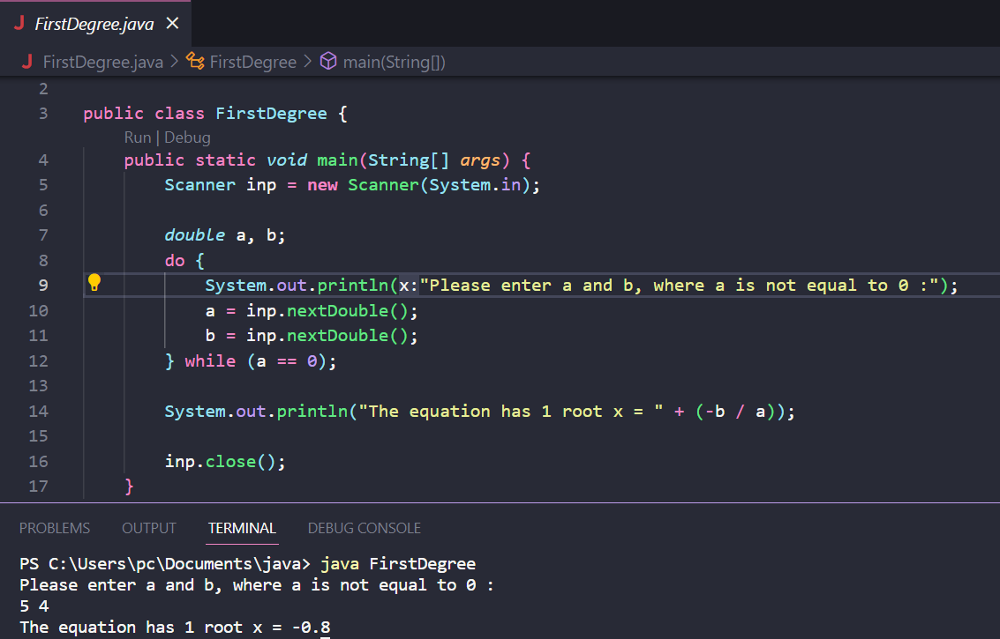 FirstDegree.java
FirstDegree.java > FirstDegree > main(String[])
2
3 public class FirstDegree {
Run | Debug
4 public static void main(String[] args) {
5 Scanner inp = new Scanner(System.in);
6
7 double a, b;
8 do {
9 System.out.println(x:"Please enter a and b, where a is not equal to 0 :");
10 a = inp.nextDouble();
11 b = inp.nextDouble();
12 } while (a == 0);
13
14 System.out.println("The equation has 1 root x = " + (-b / a));
15
16 inp.close();
17 }
PROBLEMS OUTPUT TERMINAL DEBUG CONSOLE
PS C:\Users\pc\Documents\java> java FirstDegree
Please enter a and b, where a is not equal to 0 :
5 4
The equation has 1 root x = -0.8